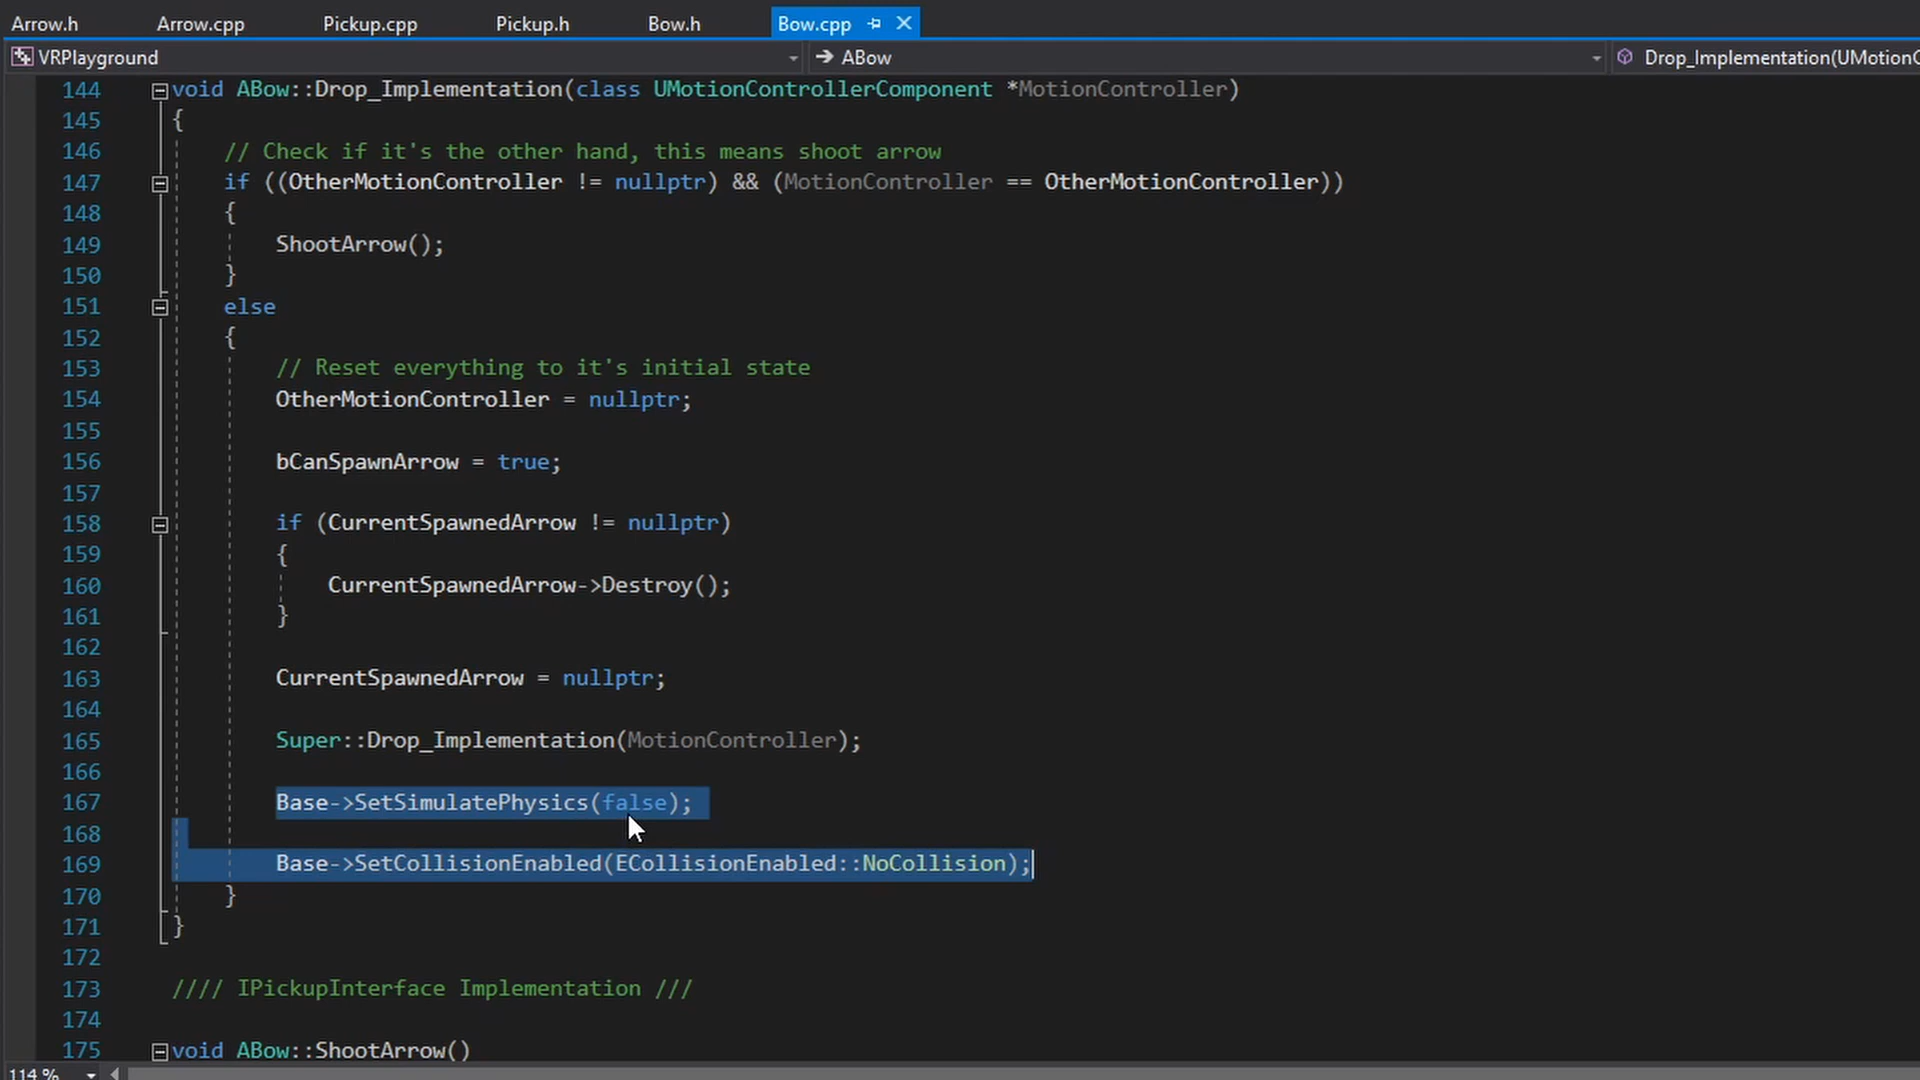 Arrow.h Arrow.cpp Pickup.cpp Pickup.h Bow.h Bow.cpp
VRPlayground ABow Drop_Implementation(UMotionC
144 void ABow::Drop_Implementation(class UMotionControllerComponent *MotionController)
145 {
146 // Check if it's the other hand, this means shoot arrow
147 if ((OtherMotionController != nullptr) && (MotionController == OtherMotionController))
148 {
149 ShootArrow();
150 }
151 else
152 {
153 // Reset everything to it's initial state
154 OtherMotionController = nullptr;
155
156 bCanSpawnArrow = true;
157
158 if (CurrentSpawnedArrow != nullptr)
159 {
160 CurrentSpawnedArrow->Destroy();
161 }
162
163 CurrentSpawnedArrow = nullptr;
164
165 Super::Drop_Implementation(MotionController);
166
167 Base->SetSimulatePhysics(false);
168
169 Base->SetCollisionEnabled(ECollisionEnabled::NoCollision);
170 }
171 }
172
173 //// IPickupInterface Implementation ///
174
175 void ABow::ShootArrow()
114 %